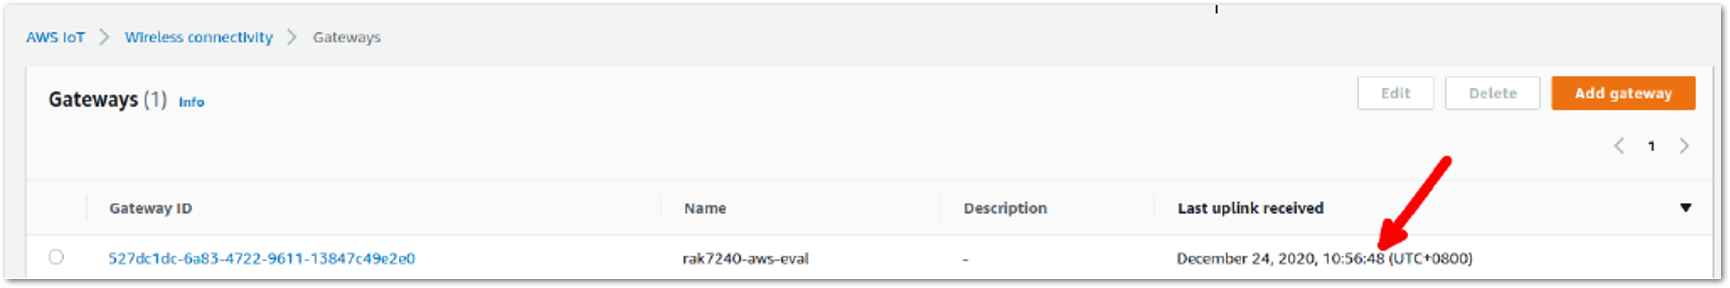 AWS IoT > Wireless connectivity > Gateways
Gateways (1) Info
Edit Delete Add gateway
< 1 >
Gateway ID Name Description Last uplink received
527dc1dc-6a83-4722-9611-13847c49e2e0 rak7240-aws-eval - December 24, 2020, 10:56:48 (UTC+0800)